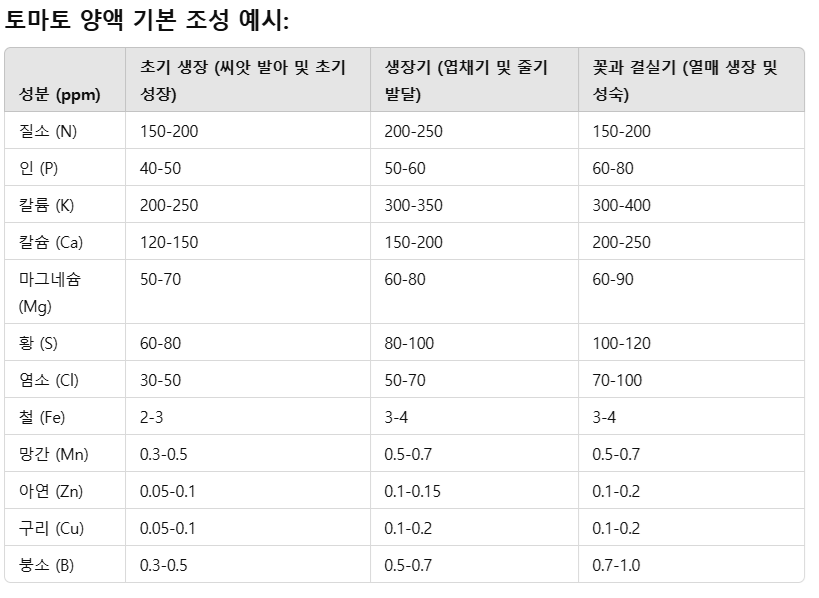 토마토 양액 기본 조성 예시:
성분 (ppm) 초기 생장 (씨앗 발아 및 초기 성장) 생장기 (엽채기 및 줄기 발달) 꽃과 결실기 (열매 생장 및 성숙)
질소 (N) 150-200 200-250 150-200
인 (P) 40-50 50-60 60-80
칼륨 (K) 200-250 300-350 300-400
칼슘 (Ca) 120-150 150-200 200-250
마그네슘 (Mg) 50-70 60-80 60-90
황 (S) 60-80 80-100 100-120
염소 (Cl) 30-50 50-70 70-100
철 (Fe) 2-3 3-4 3-4
망간 (Mn) 0.3-0.5 0.5-0.7 0.5-0.7
아연 (Zn) 0.05-0.1 0.1-0.15 0.1-0.2
구리 (Cu) 0.05-0.1 0.1-0.2 0.1-0.2
붕소 (B) 0.3-0.5 0.5-0.7 0.7-1.0